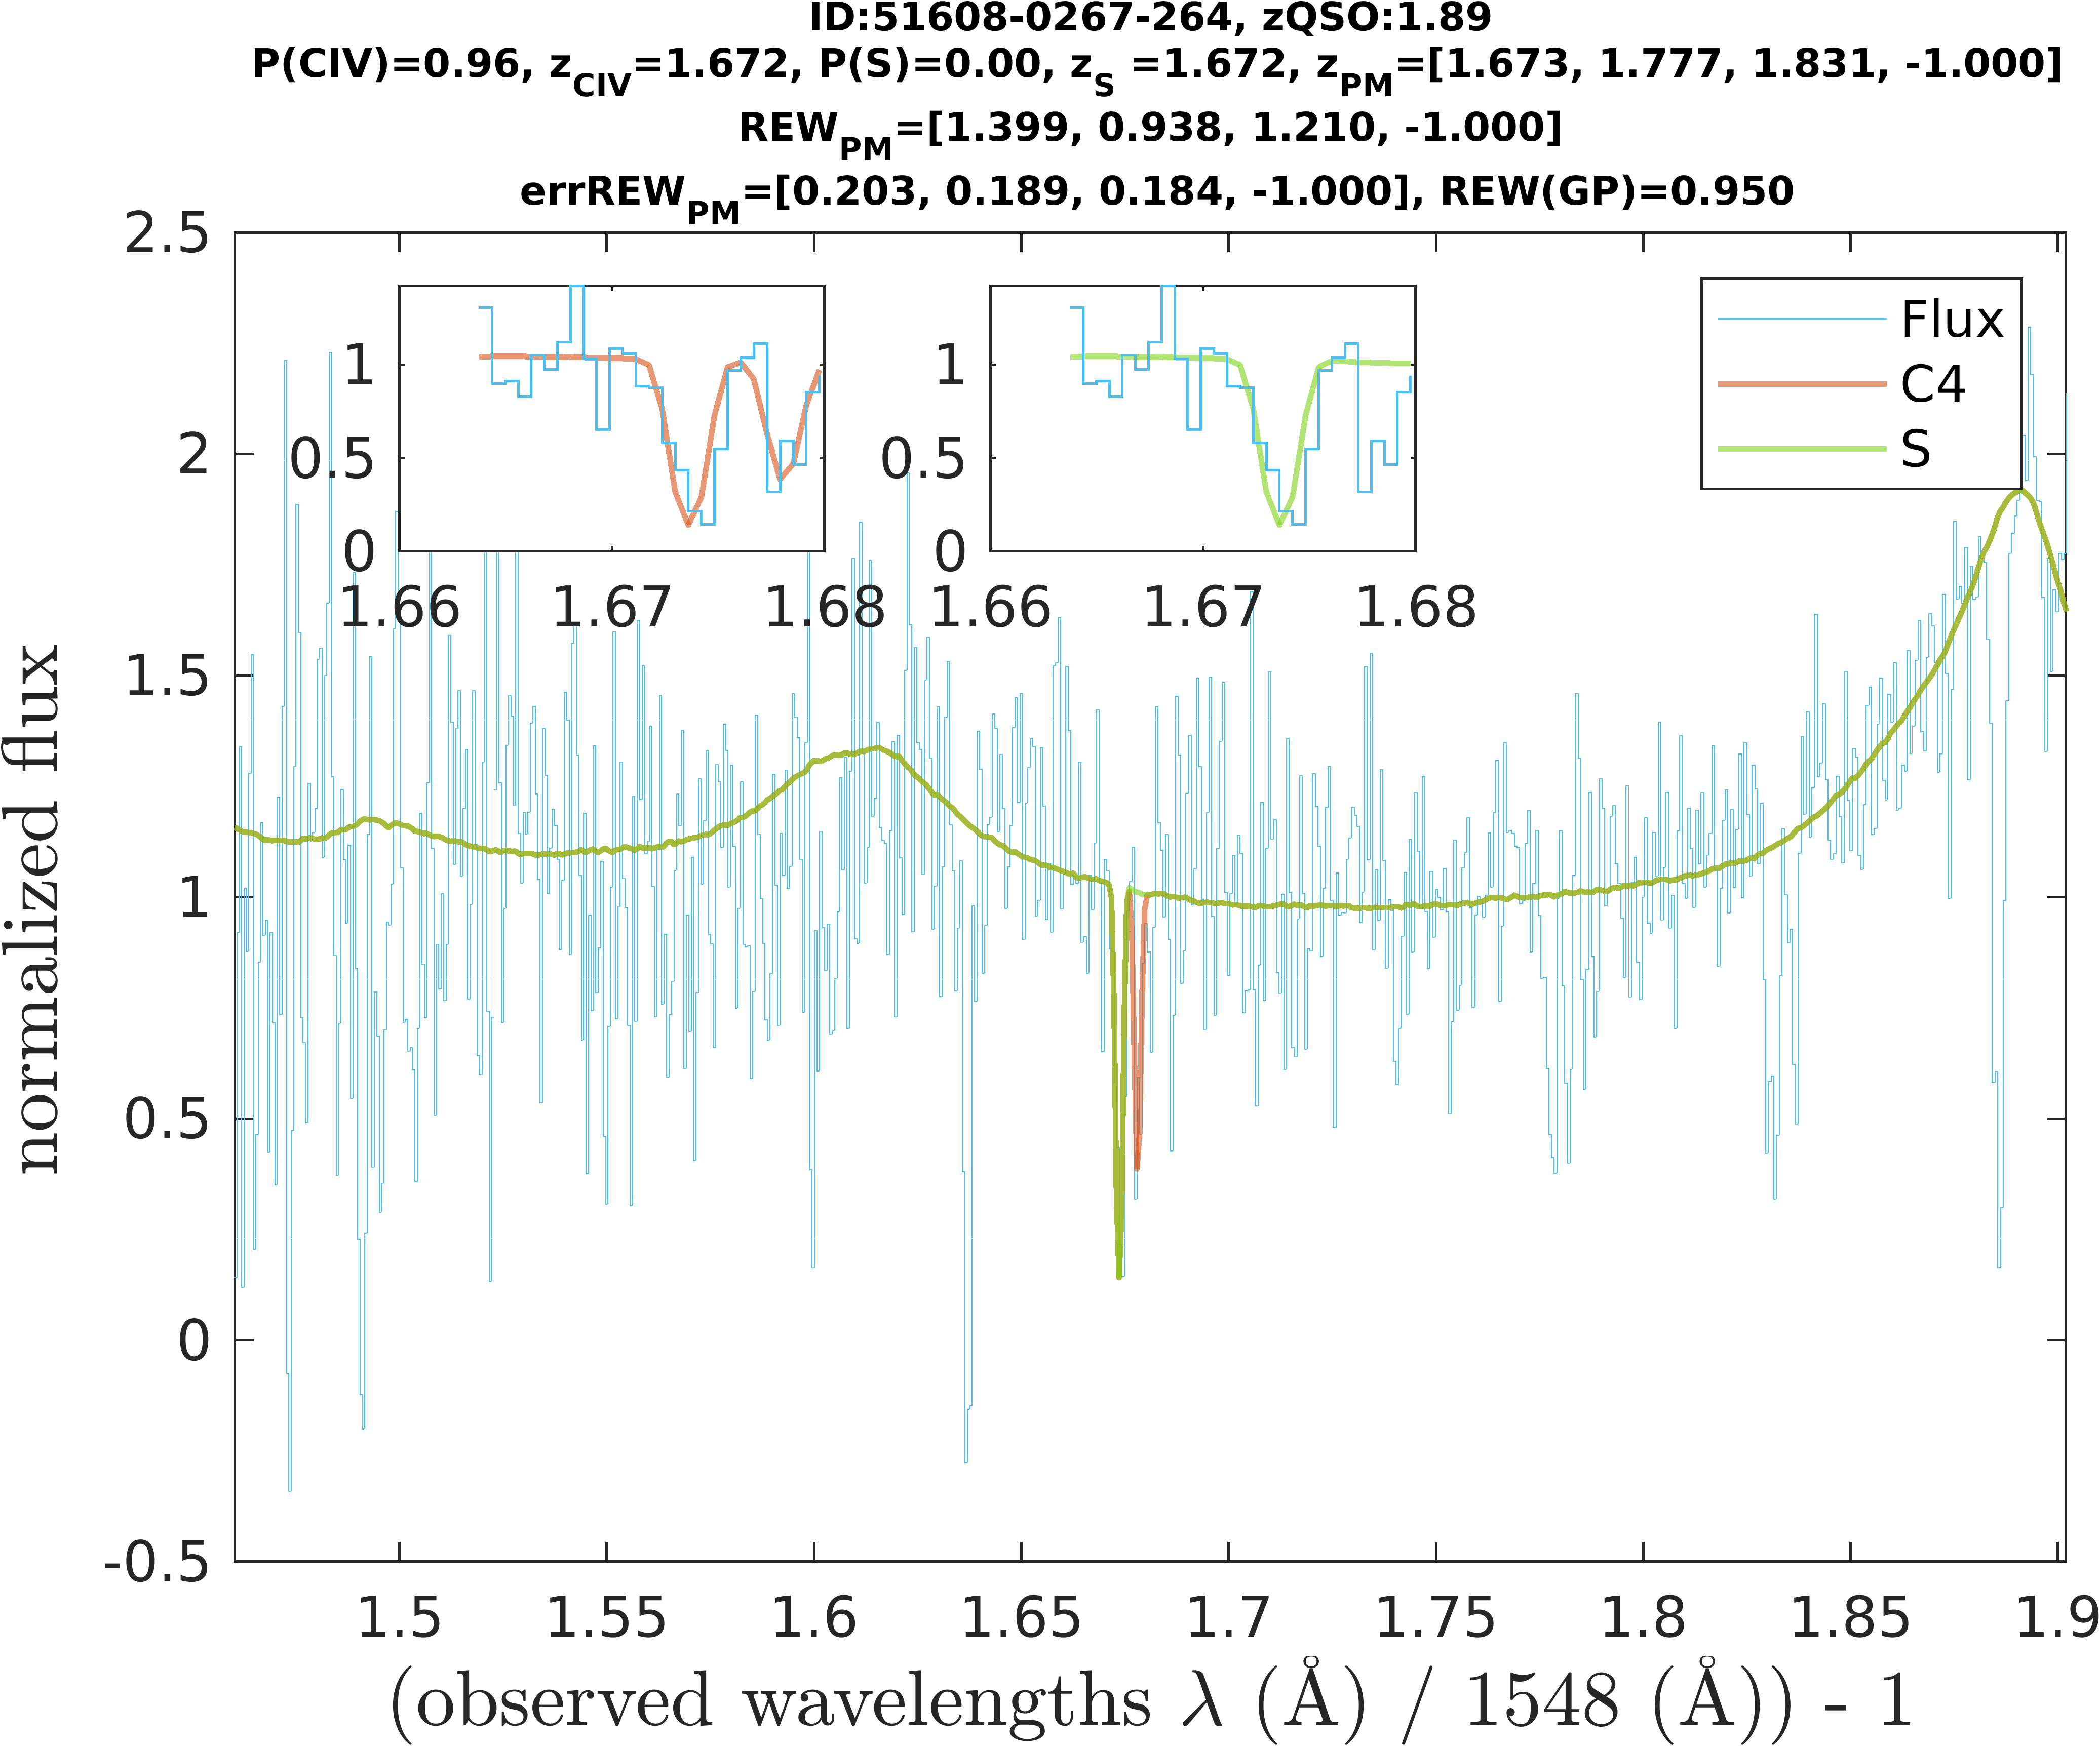 ID:51608-0267-264, zQSO:1.89
P(CIV)=0.96, z_CIV=1.672, P(S)=0.00, z_S =1.672, z_PM=[1.673, 1.777, 1.831, -1.000]
REW_PM=[1.399, 0.938, 1.210, -1.000]
errREW_PM=[0.203, 0.189, 0.184, -1.000], REW(GP)=0.950
2.5
2
1.5
1
0.5
0
-0.5
normalized flux
1
0.5
0
1.66 1.67 1.68
1
0.5
0
1.66 1.67 1.68
Flux
C4
S
1.5 1.55 1.6 1.65 1.7 1.75 1.8 1.85 1.9
(observed wavelengths λ (Å) / 1548 (Å)) - 1